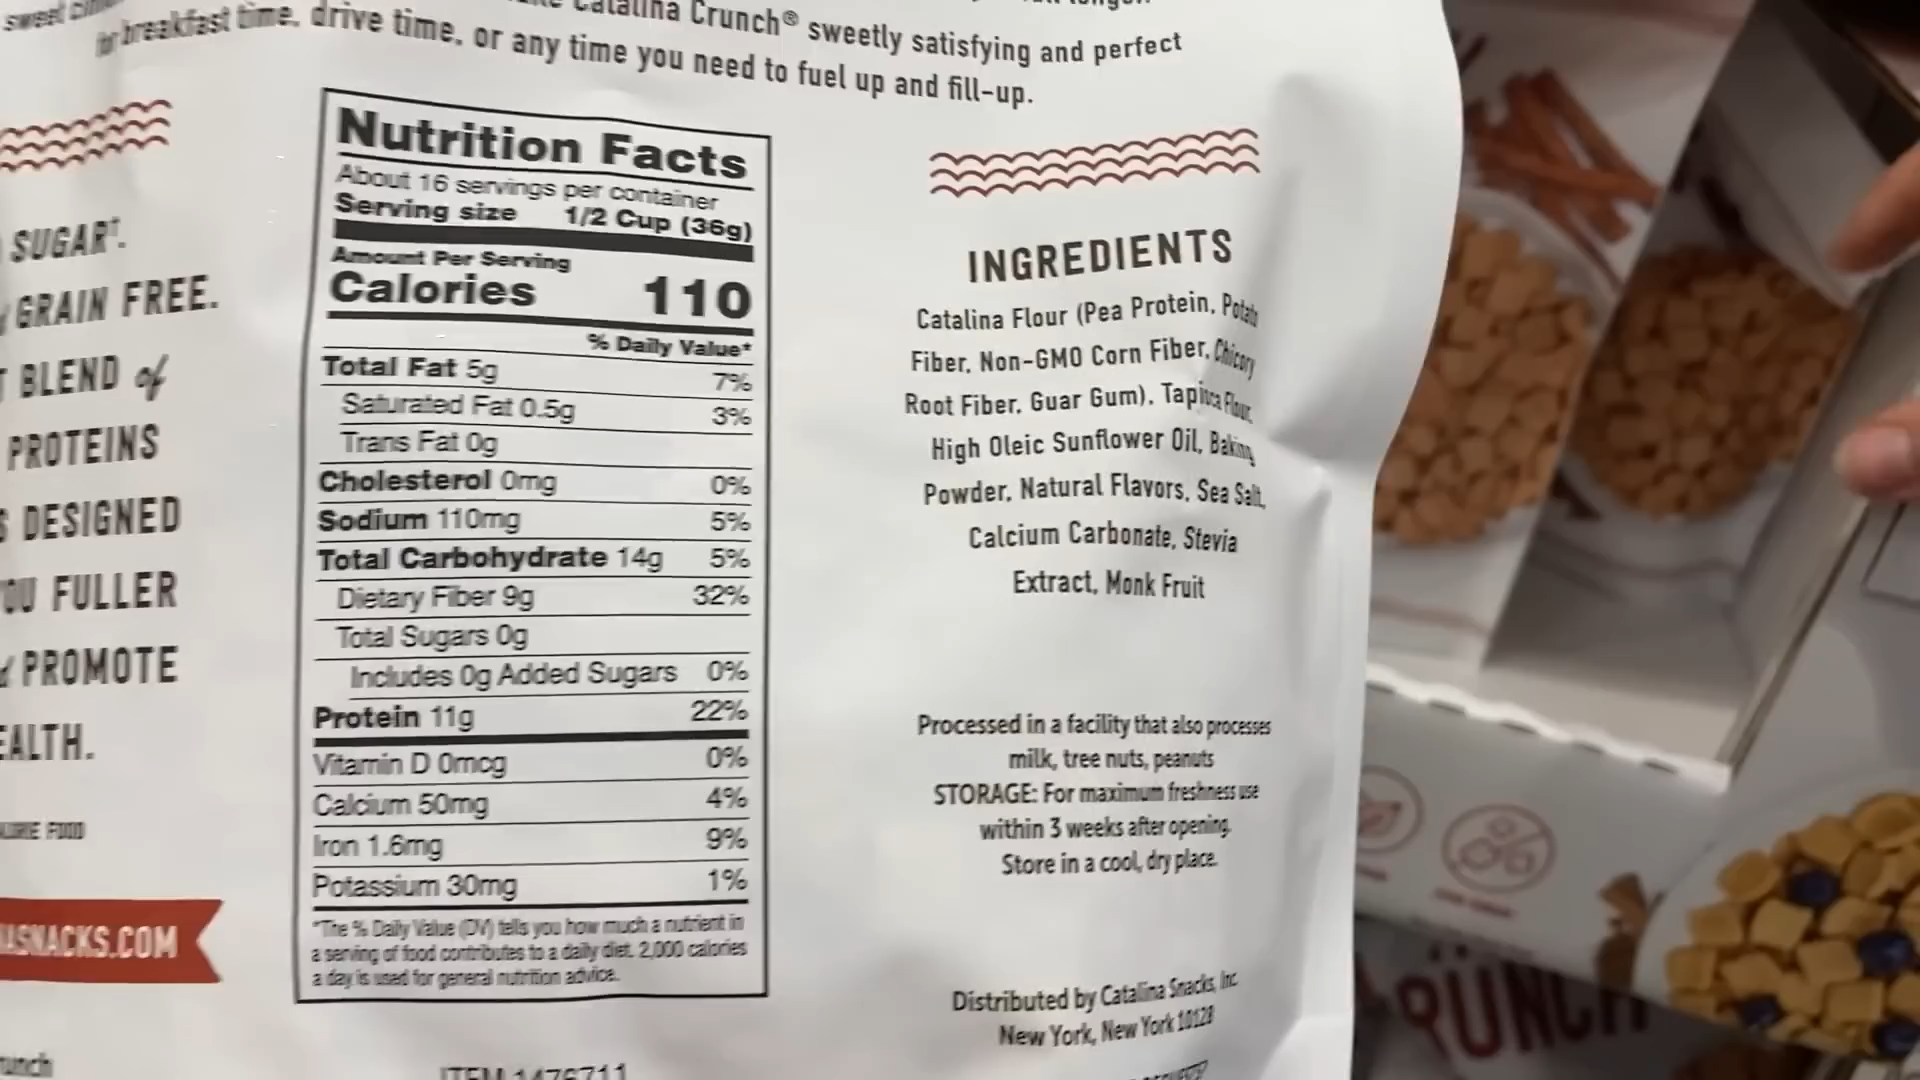 Catalina Crunch® sweetly satisfying and perfect
for breakfast time, drive time, or any time you need to fuel up and fill-up.
SUGAR†.
GRAIN FREE.
BLEND of
PROTEINS
DESIGNED
FULLER
PROMOTE
FOOD
Nutrition Facts
About 16 servings per container
Serving size 1/2 Cup (36g)
Amount Per Serving
Calories 110
% Daily Value*
Total Fat 5g 7%
Saturated Fat 0.5g 3%
Trans Fat 0g
Cholesterol 0mg 0%
Sodium 110mg 5%
Total Carbohydrate 14g 5%
Dietary Fiber 9g 32%
Total Sugars 0g
Includes 0g Added Sugars 0%
Protein 11g 22%
Vitamin D 0mcg 0%
Calcium 50mg 4%
Iron 1.6mg 9%
Potassium 30mg 1%
*The % Daily Value (DV) tells you how much a nutrient in
a serving of food contributes to a daily diet. 2,000 calories
a day is used for general nutrition advice.
ITEM 1476711
INGREDIENTS
Catalina Flour (Pea Protein, Potato
Fiber, Non-GMO Corn Fiber, Chicory
Root Fiber, Guar Gum), Tapioca Flour,
High Oleic Sunflower Oil, Baking
Powder, Natural Flavors, Sea Salt,
Calcium Carbonate, Stevia
Extract, Monk Fruit
Processed in a facility that also processes
milk, tree nuts, peanuts
STORAGE: For maximum freshness use
within 3 weeks after opening.
Store in a cool, dry place.
Distributed by Catalina Snacks, Inc
New York, New York 10128